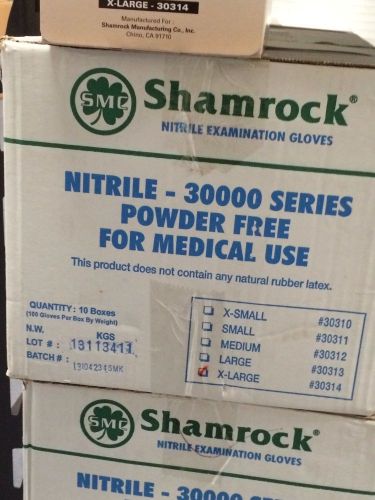 X-LARGE - 30314
Manufactured For :
Shamrock Manufacturing Co., Inc.
Chino, CA 91710
SMC
Shamrock®
NITRILE EXAMINATION GLOVES
NITRILE - 30000 SERIES
POWDER FREE
FOR MEDICAL USE
This product does not contain any natural rubber latex.
QUANTITY : 10 Boxes
(100 Gloves Per Box By Weight)
N.W. KGS
LOT # : 13113411
BATCH # :
X-SMALL #30310
SMALL #30311
MEDIUM #30312
LARGE #30313
X-LARGE #30314
SMC
Shamrock®
NITRILE EXAMINATION GLOVES
NITRILE - 30000 SERIES